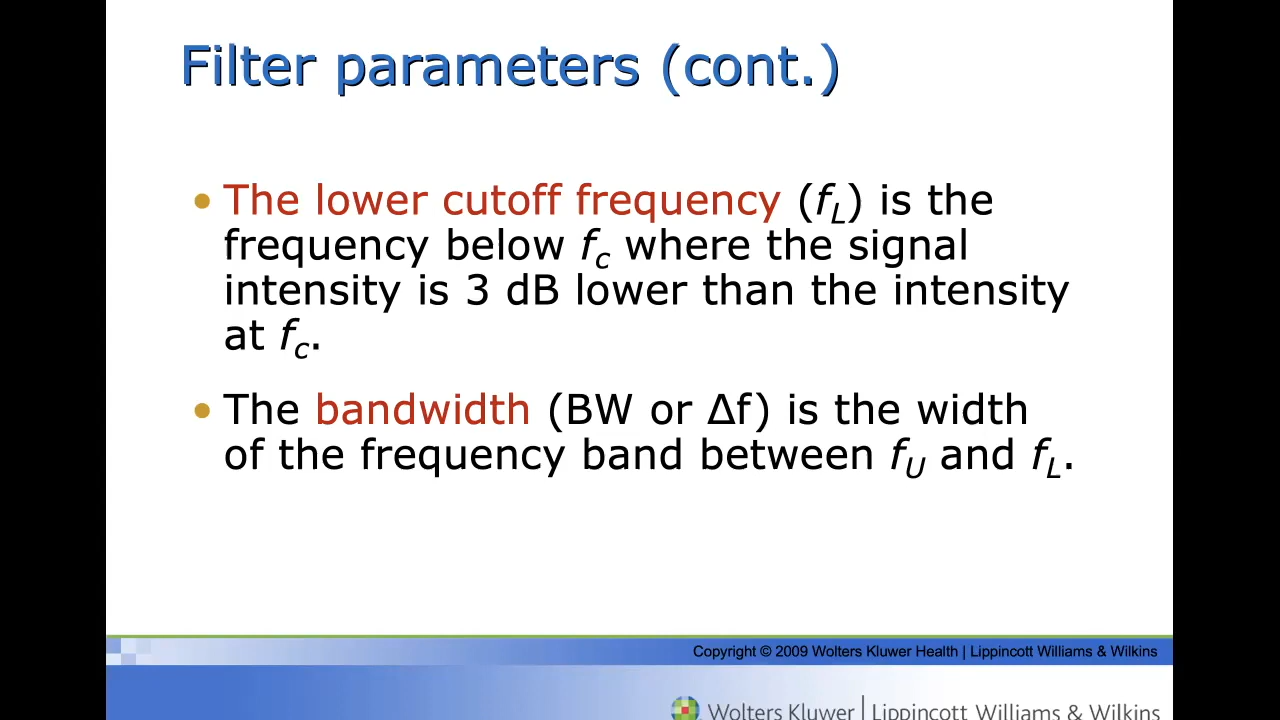 Filter parameters (cont.)
• The lower cutoff frequency (fL) is the
frequency below fc where the signal
intensity is 3 dB lower than the intensity
at fc.
• The bandwidth (BW or Δf) is the width
of the frequency band between fU and fL.
Copyright © 2009 Wolters Kluwer Health | Lippincott Williams & Wilkins
Wolters Kluwer | Lippincott Williams & Wilkins